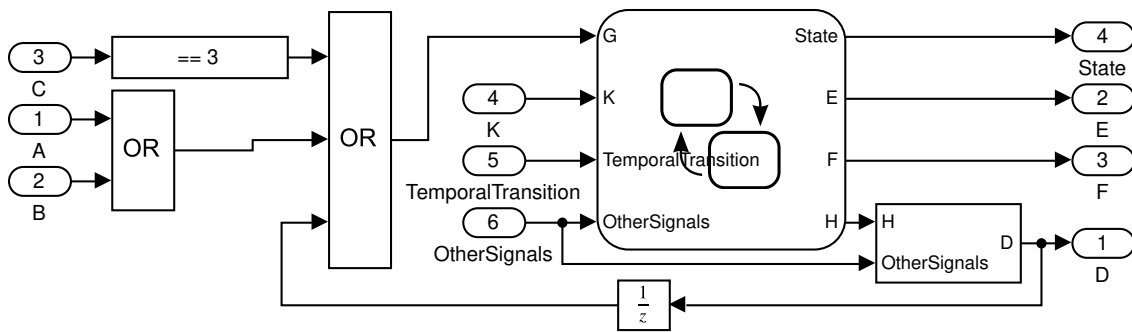 3
C
== 3
1
A
2
B
OR
OR
4
K
5
TemporalTransition
6
OtherSignals
G
K
TemporalTransition
OtherSignals
State
E
F
H
H
OtherSignals
D
4
State
2
E
3
F
1
D
1
z